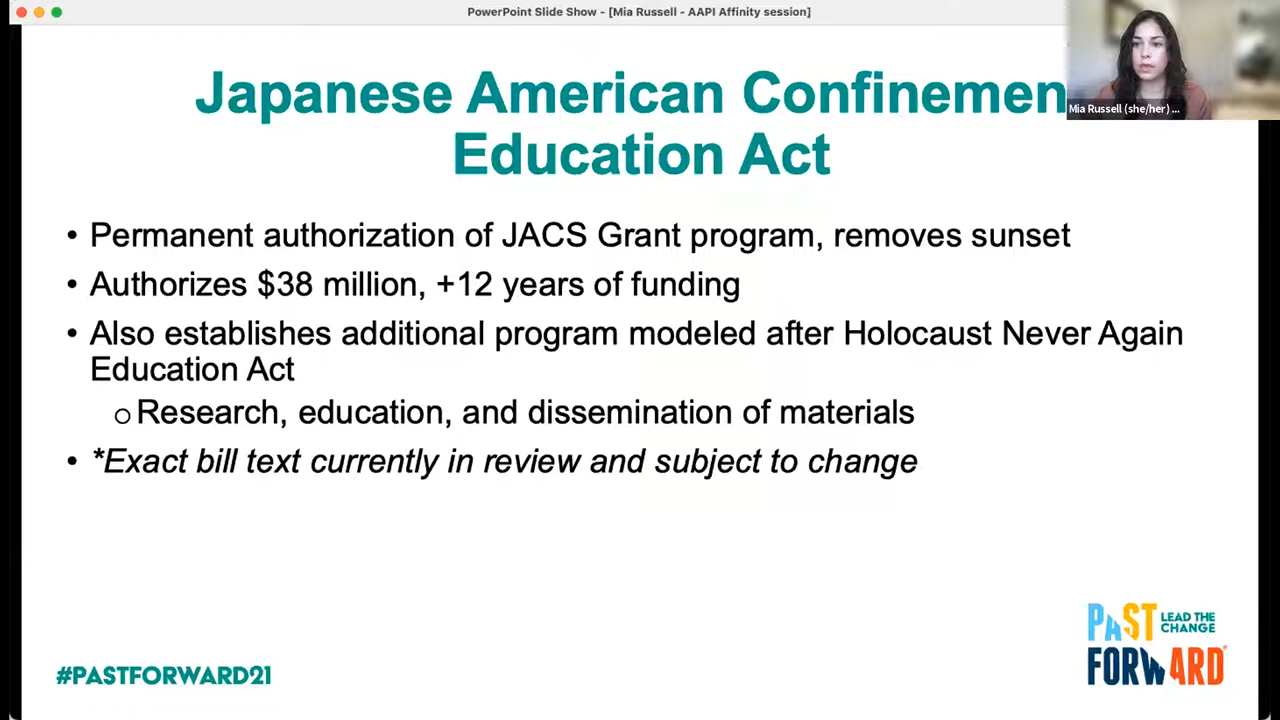 PowerPoint Slide Show - [Mia Russell - AAPI Affinity session]
Mia Russell (she/her) ...
Japanese American Confinemen
Education Act
• Permanent authorization of JACS Grant program, removes sunset
• Authorizes $38 million, +12 years of funding
• Also establishes additional program modeled after Holocaust Never Again
Education Act
o Research, education, and dissemination of materials
• *Exact bill text currently in review and subject to change
#PASTFORWARD21
PAST LEAD THE
CHANGE
FORWARD®